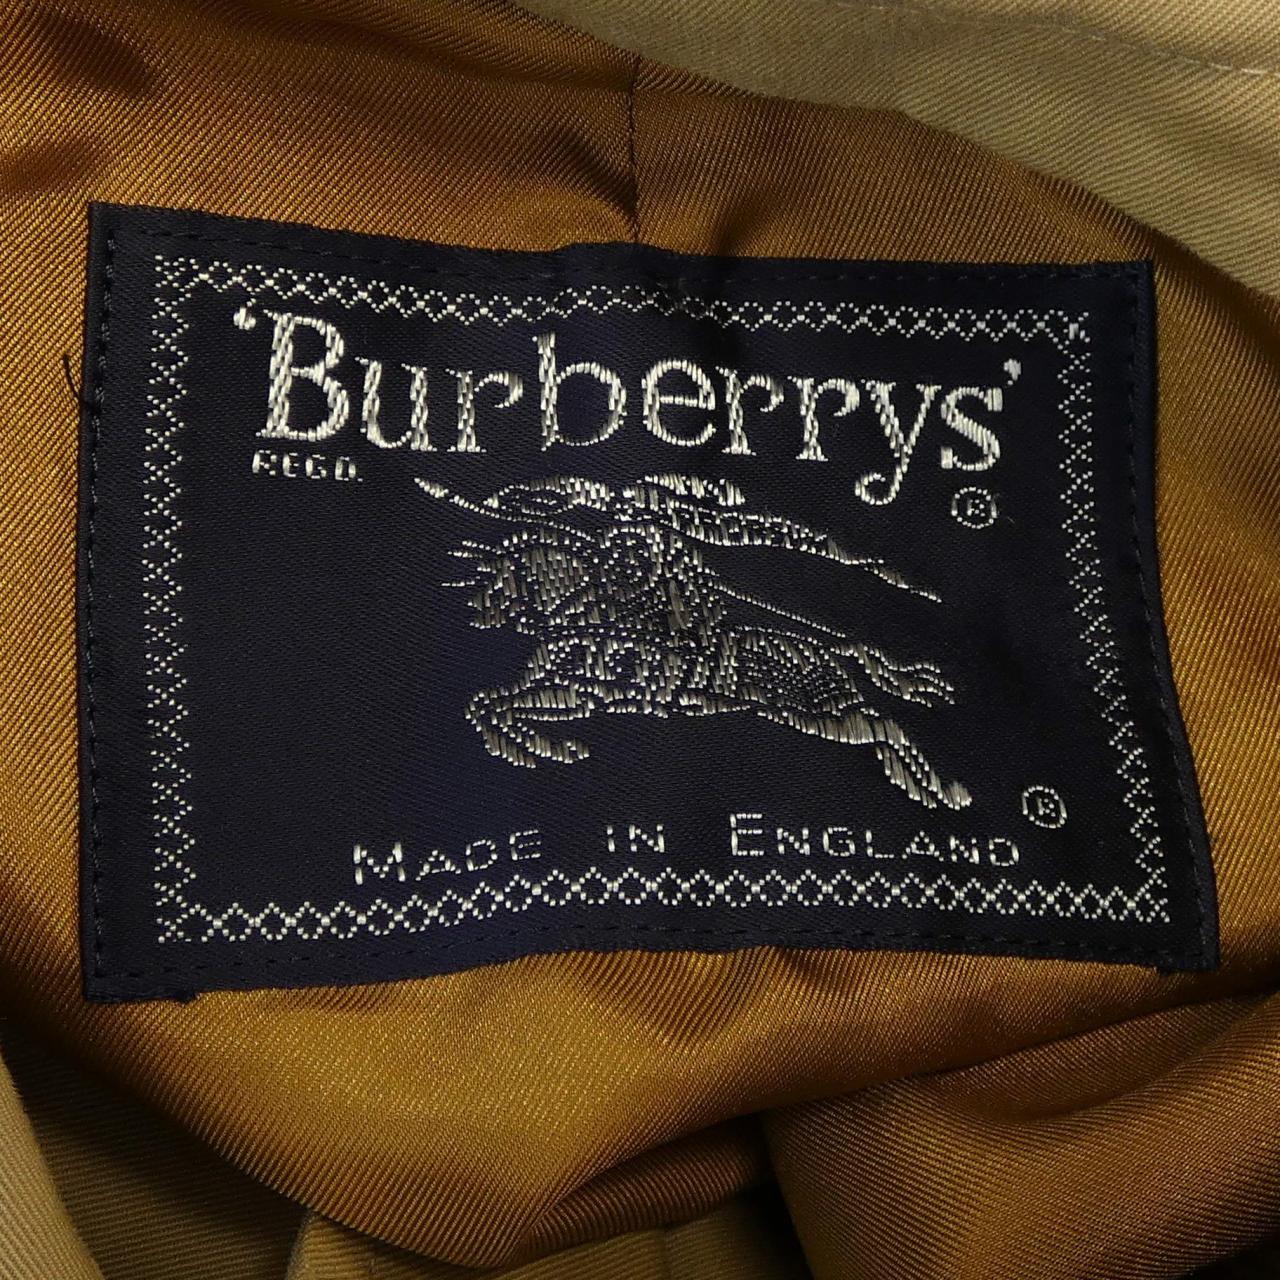 'Burberrys'
REGD.
®
®
MADE IN ENGLAND